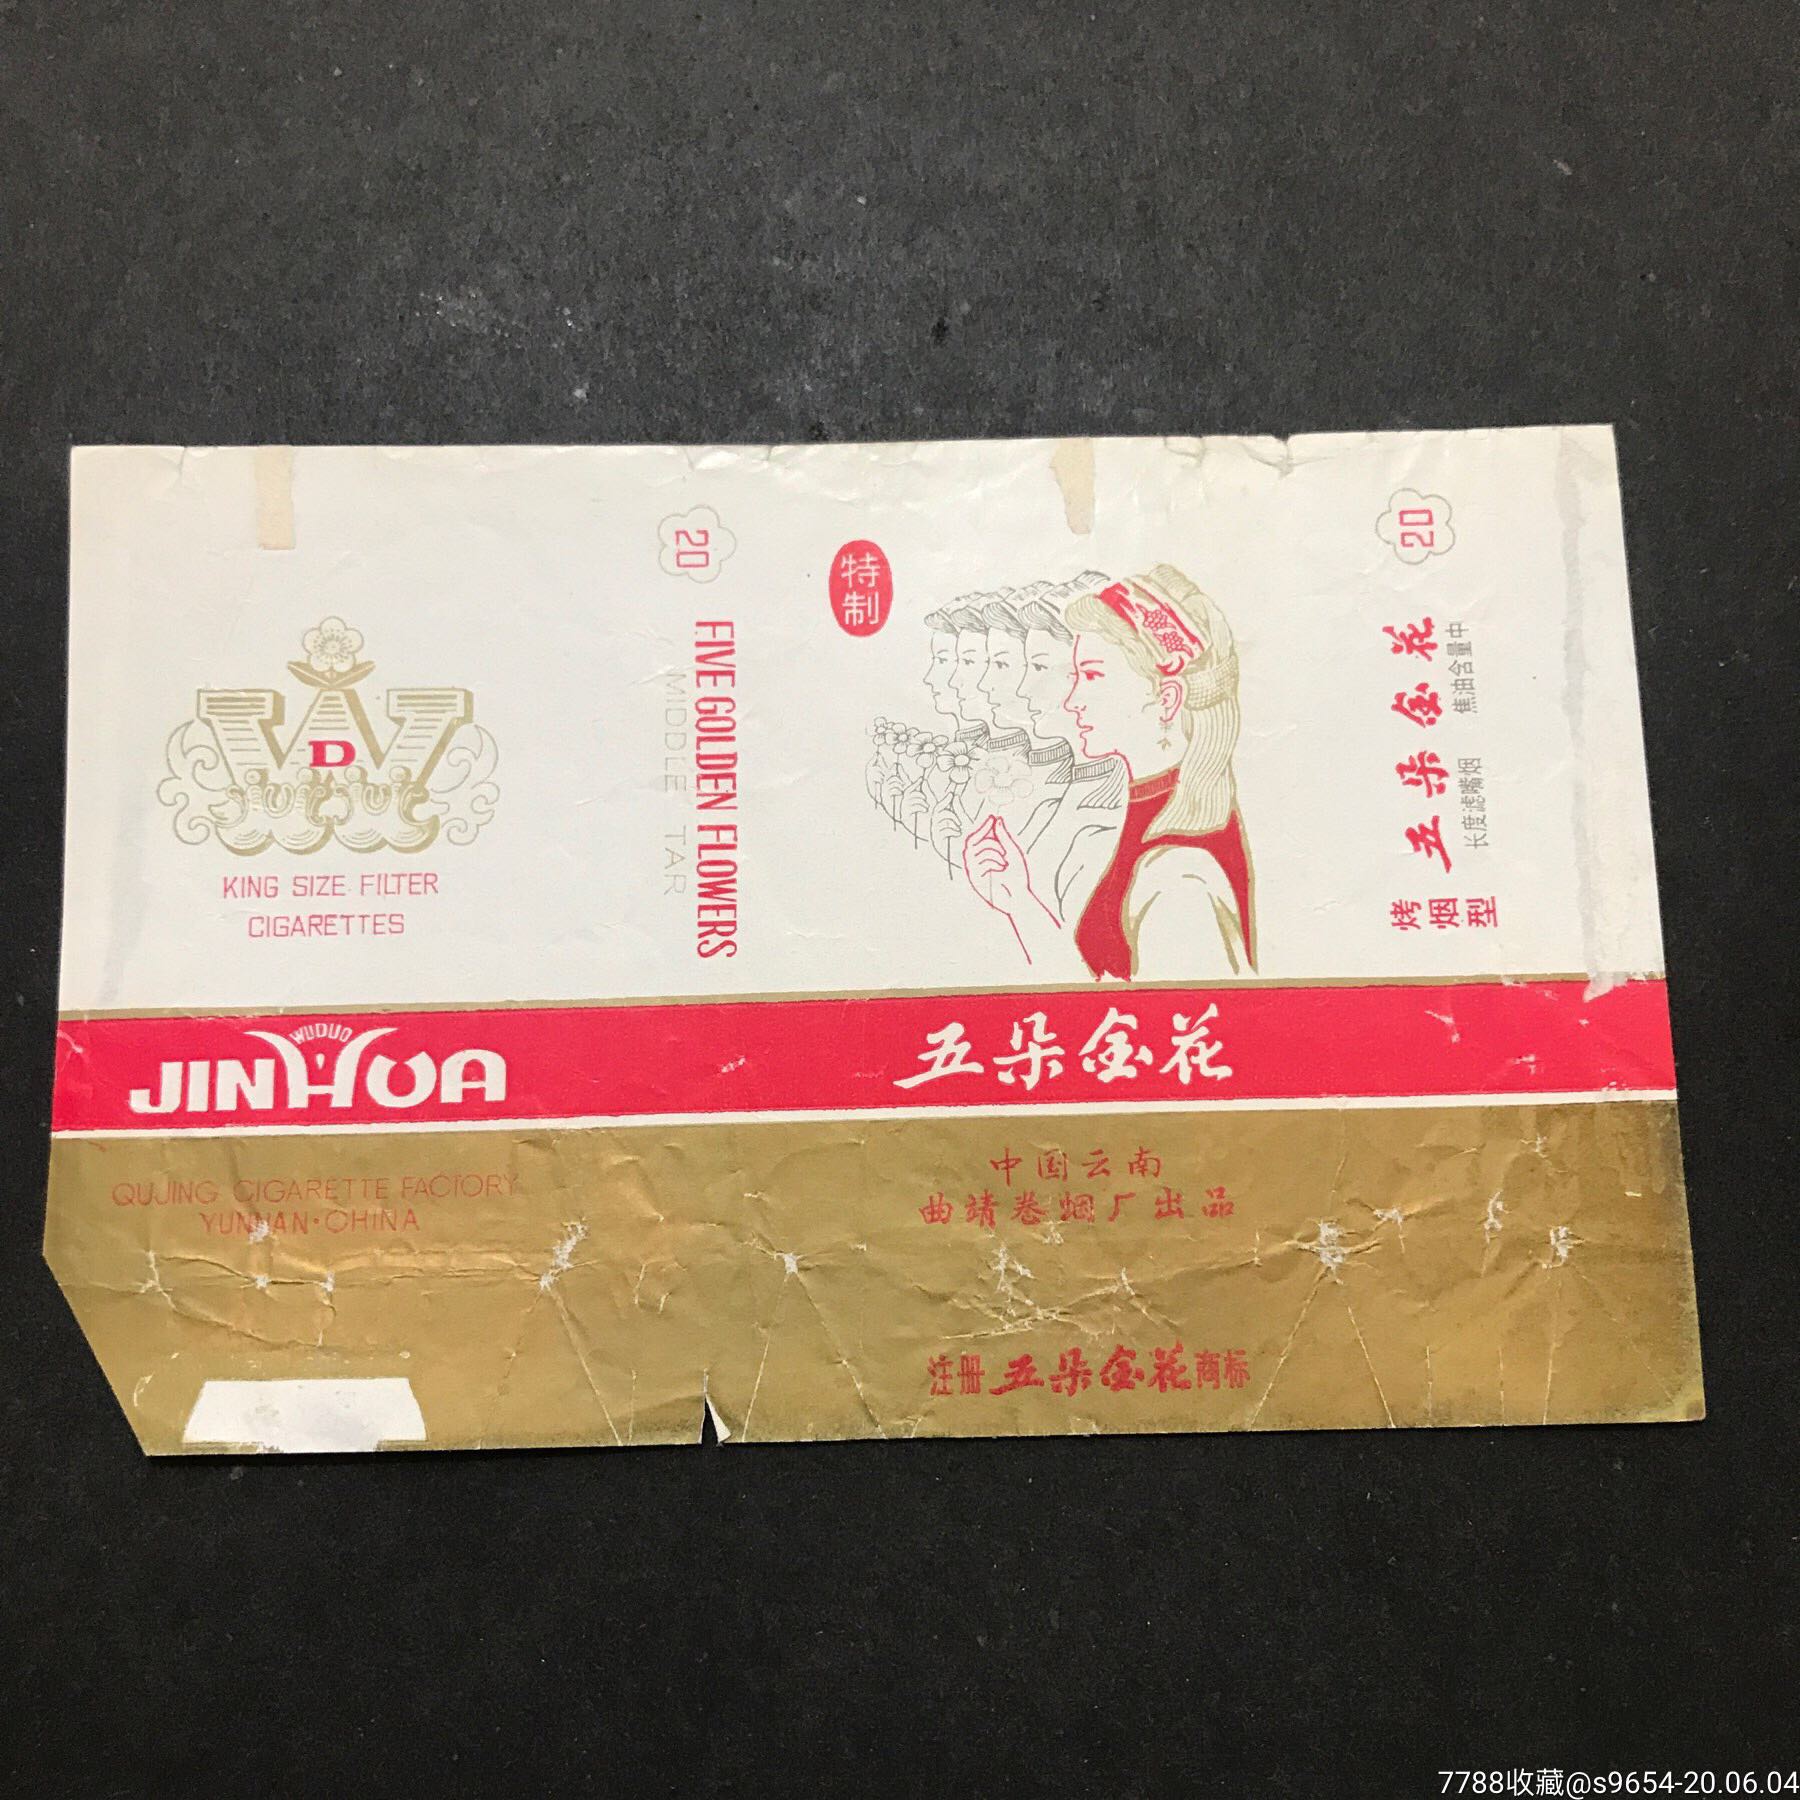 D
KING SIZE FILTER
CIGARETTES
20
FIVE GOLDEN FLOWERS
MIDDLE TAR
特制
20
烤烟型
五朵金花
长度滤嘴烟 焦油含量中
WUDUO
JINHUA
五朵金花
QUJING CIGARETTE FACTORY
YUNNAN·CHINA
中国云南
曲靖卷烟厂出品
注册 五朵金花 商标
7788收藏@s9654-20.06.04